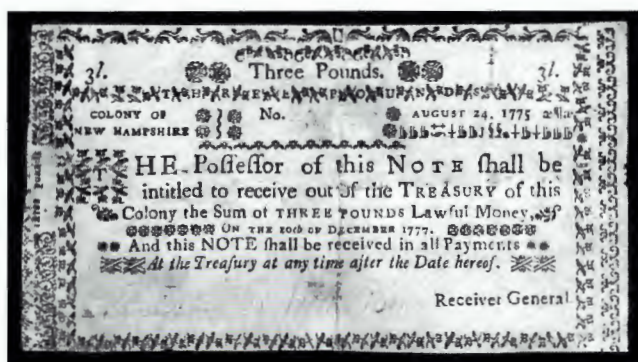 3l. Three Pounds. 3l.
THREE POUNDS
COLONY OF No. AUGUST 24, 1775
NEW HAMPSHIRE
THE Poſſeſſor of this NOTE ſhall be
intitled to receive out of the TREASURY of this
Colony the Sum of THREE POUNDS Lawful Money,
ON THE 20th OF DECEMBER 1777.
And this NOTE ſhall be received in all Payments
At the Treaſury at any time after the Date hereof.
Receiver General